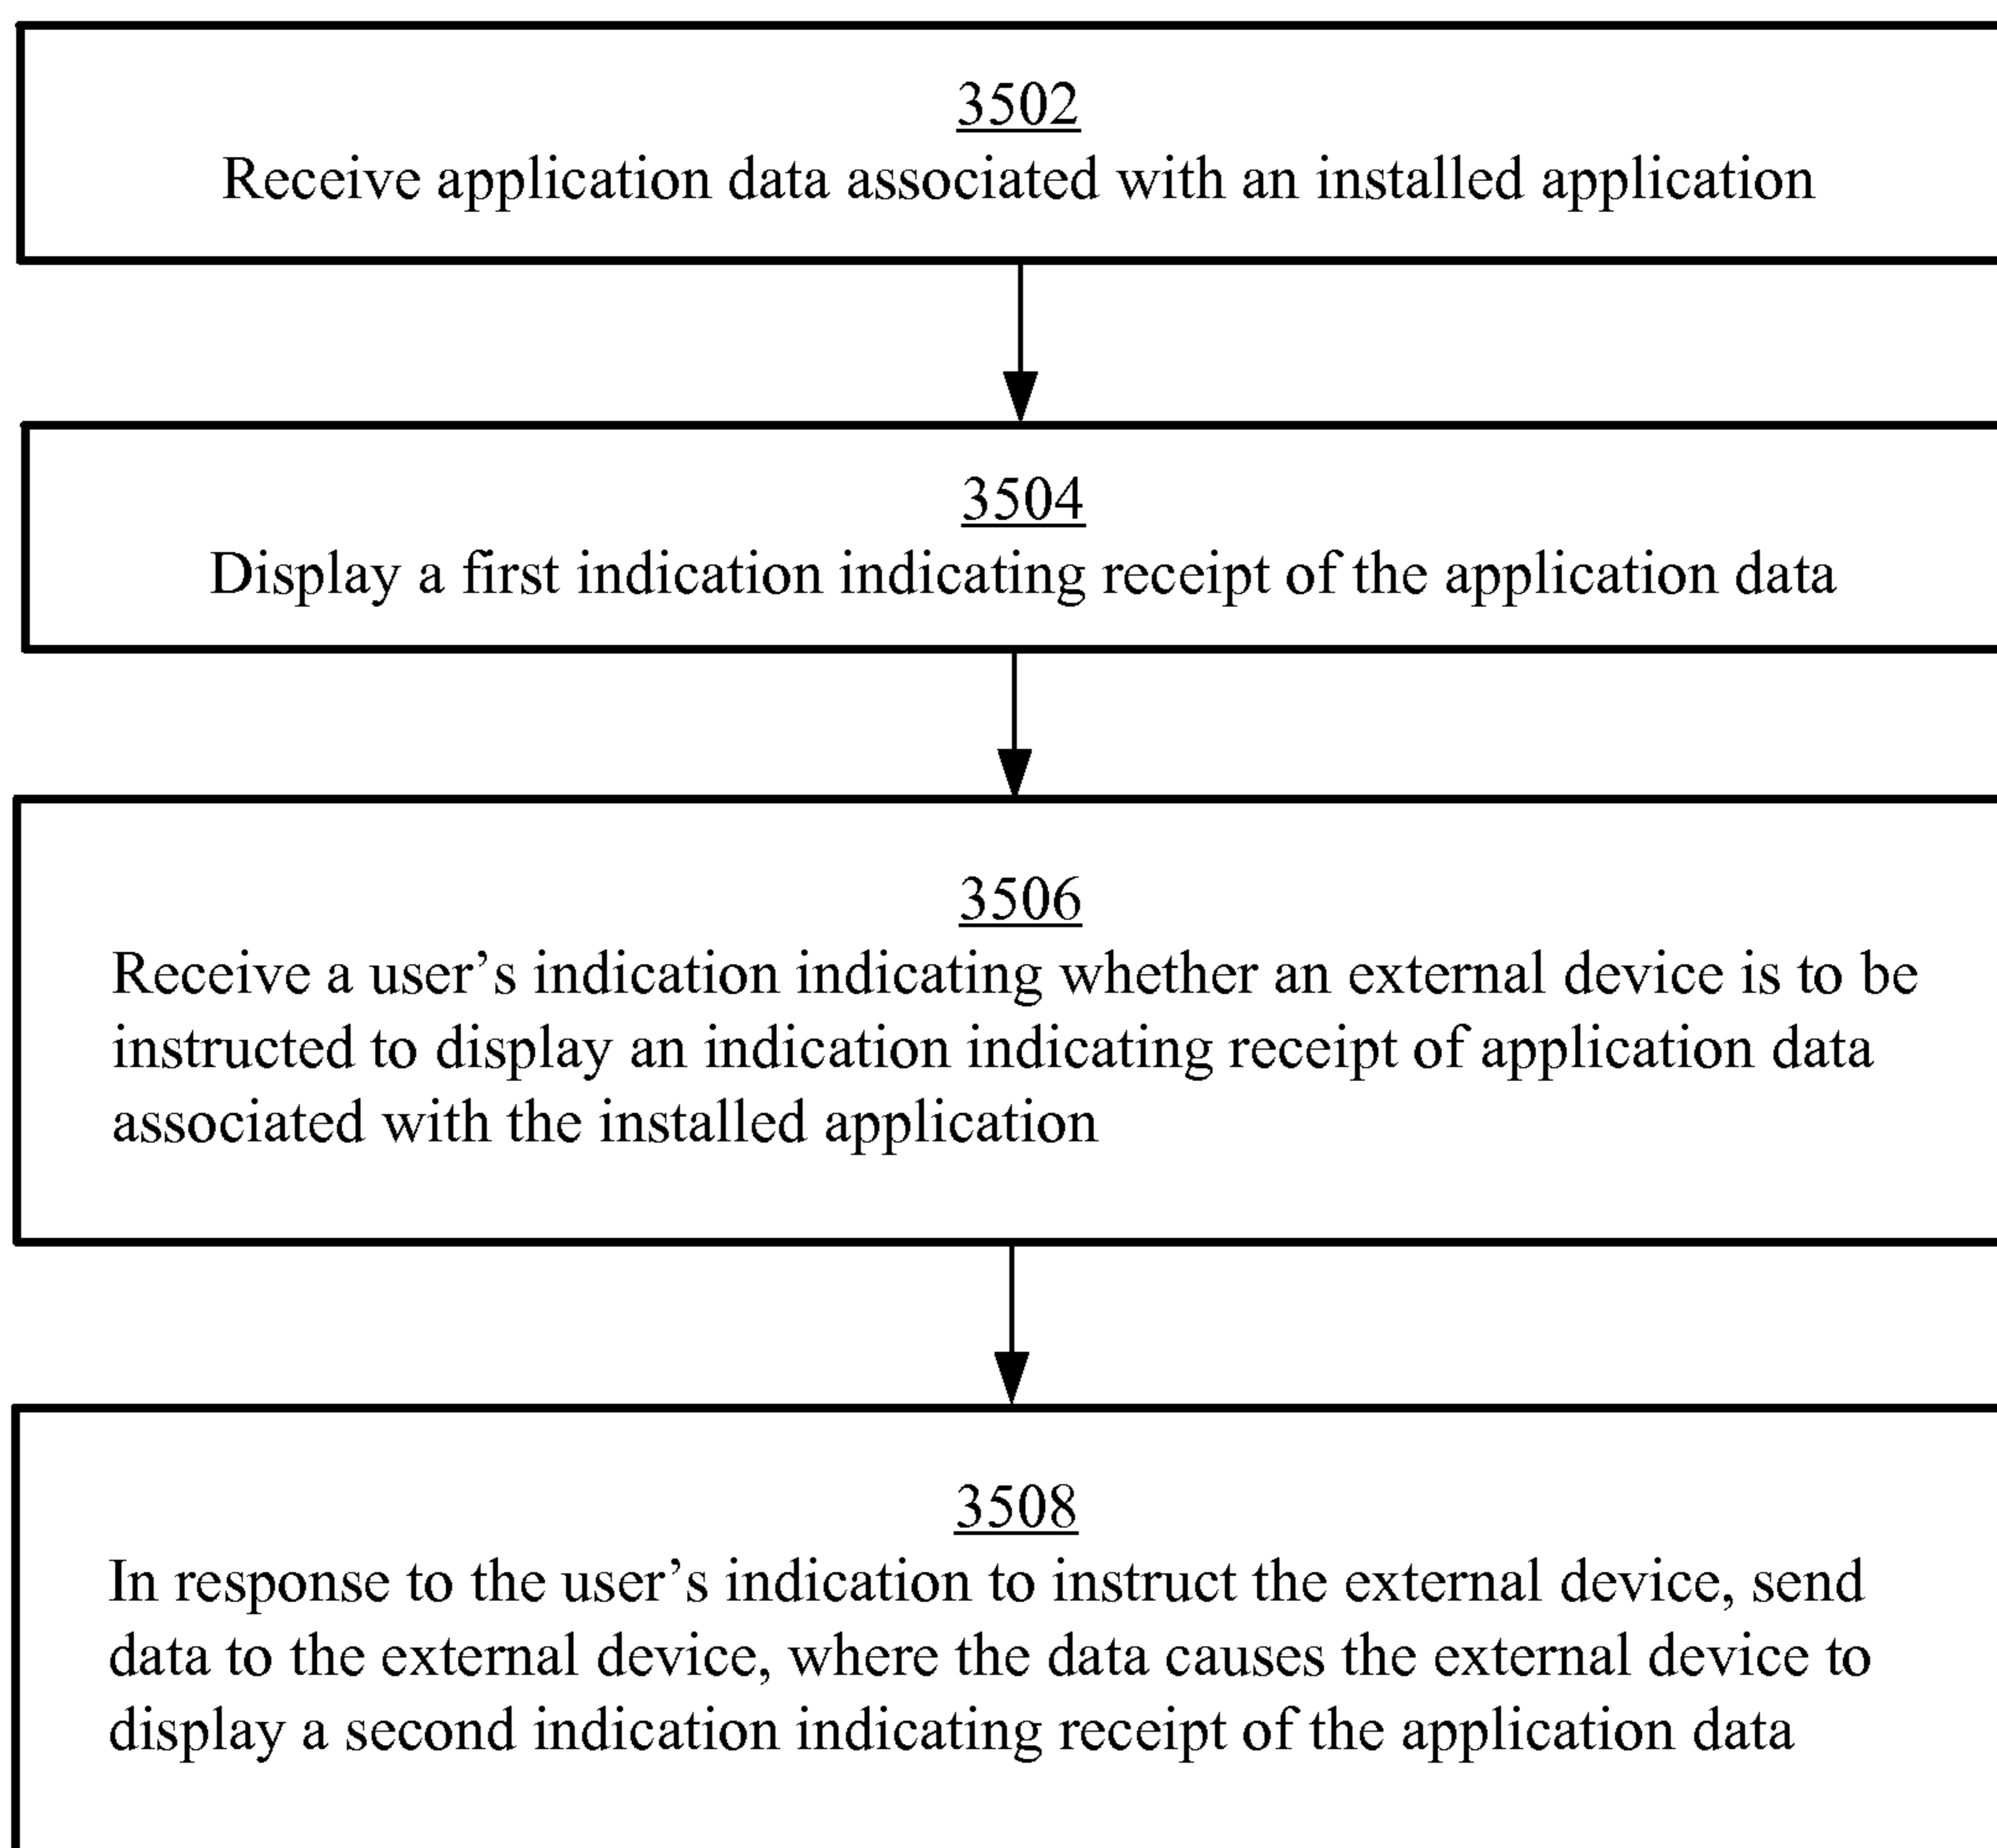 3502
Receive application data associated with an installed application
3504
Display a first indication indicating receipt of the application data
3506
Receive a user’s indication indicating whether an external device is to be
instructed to display an indication indicating receipt of application data
associated with the installed application
3508
In response to the user’s indication to instruct the external device, send
data to the external device, where the data causes the external device to
display a second indication indicating receipt of the application data